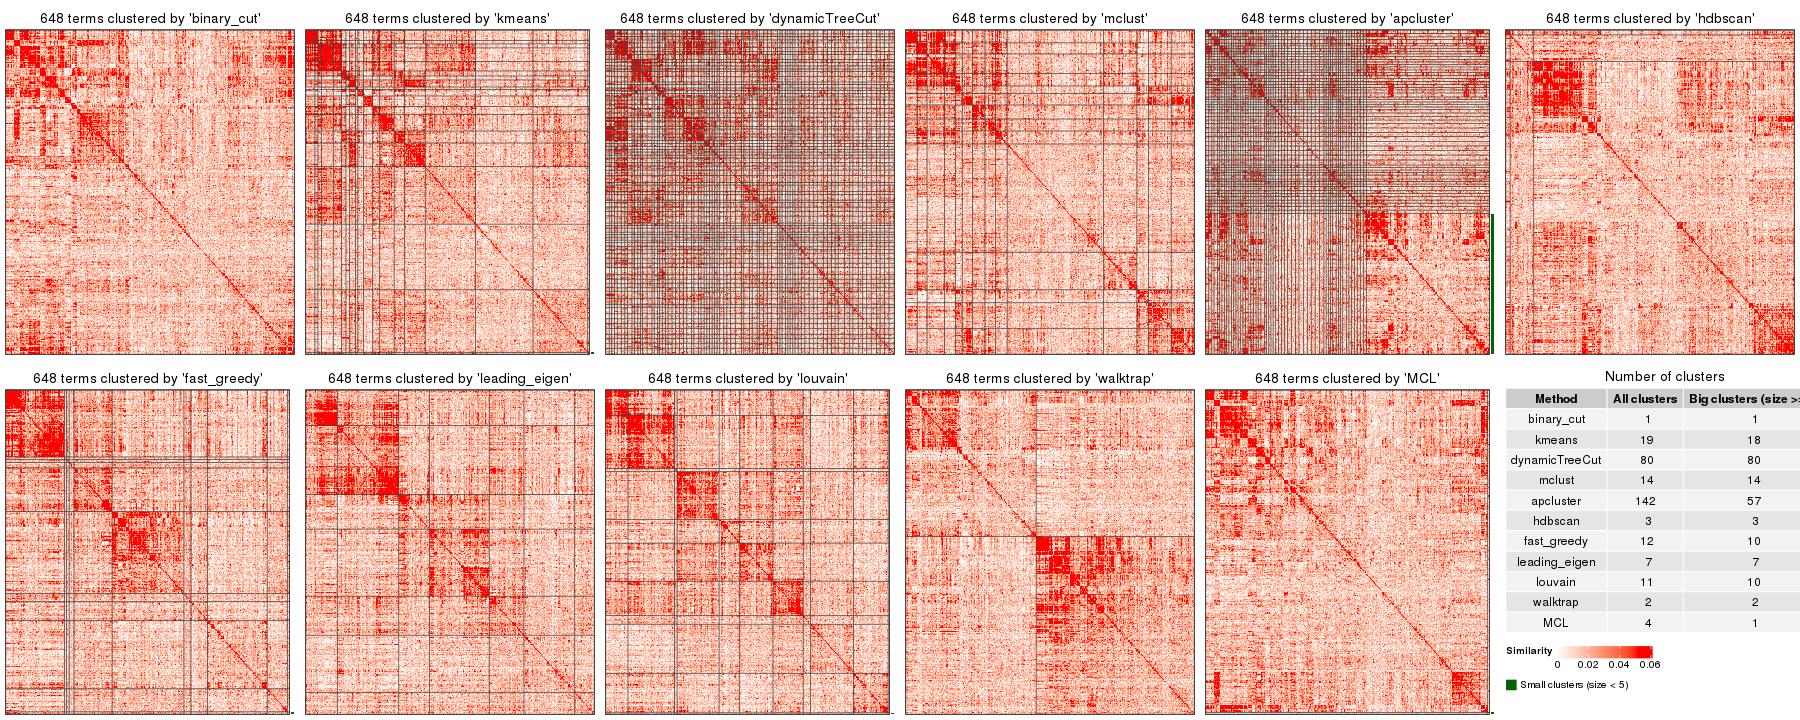 648 terms clustered by 'binary_cut'
648 terms clustered by 'kmeans'
648 terms clustered by 'dynamicTreeCut'
648 terms clustered by 'mclust'
648 terms clustered by 'apcluster'
648 terms clustered by 'hdbscan'
648 terms clustered by 'fast_greedy'
648 terms clustered by 'leading_eigen'
648 terms clustered by 'louvain'
648 terms clustered by 'walktrap'
648 terms clustered by 'MCL'
Number of clusters
Method All clusters Big clusters (size >=
binary_cut 1 1
kmeans 19 18
dynamicTreeCut 80 80
mclust 14 14
apcluster 142 57
hdbscan 3 3
fast_greedy 12 10
leading_eigen 7 7
louvain 11 10
walktrap 2 2
MCL 4 1
Similarity
0 0.02 0.04 0.06
Small clusters (size < 5)